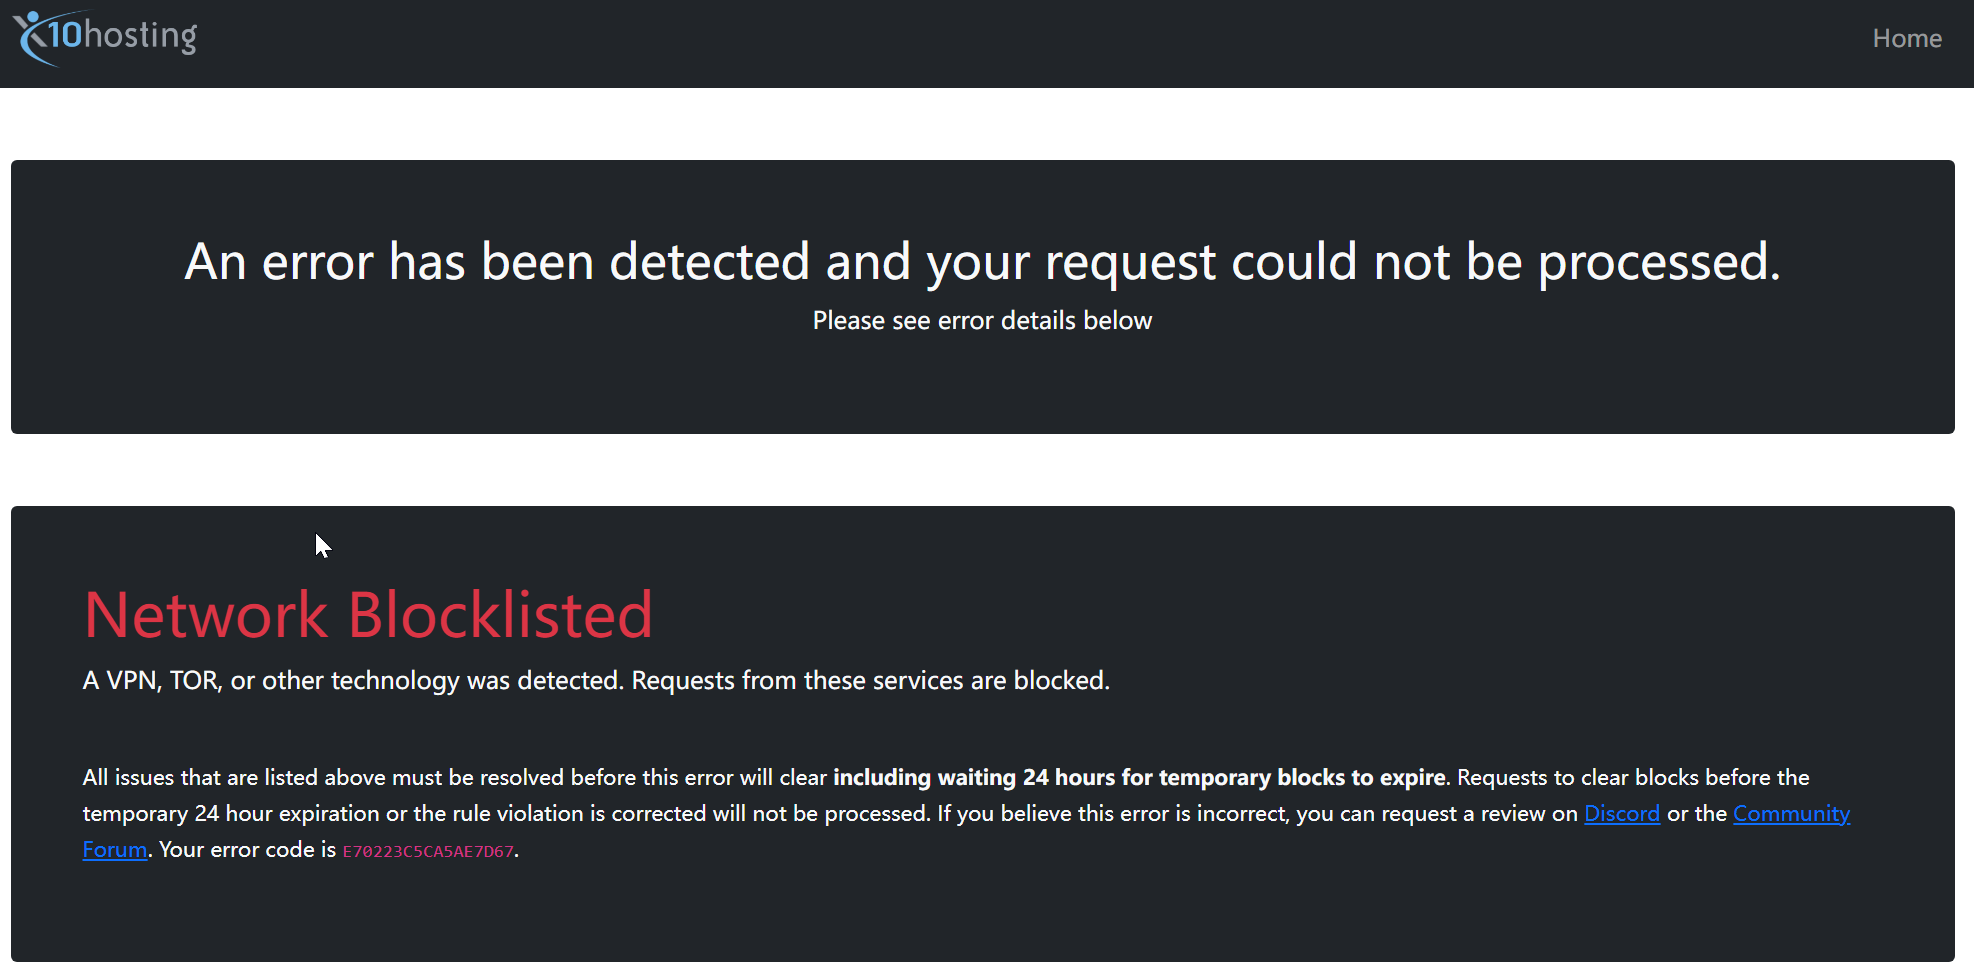 x10hosting
Home
An error has been detected and your request could not be processed.
Please see error details below
Network Blocklisted
A VPN, TOR, or other technology was detected. Requests from these services are blocked.
All issues that are listed above must be resolved before this error will clear including waiting 24 hours for temporary blocks to expire. Requests to clear blocks before the
temporary 24 hour expiration or the rule violation is corrected will not be processed. If you believe this error is incorrect, you can request a review on Discord or the Community
Forum. Your error code is E70223C5CA5AE7D67.